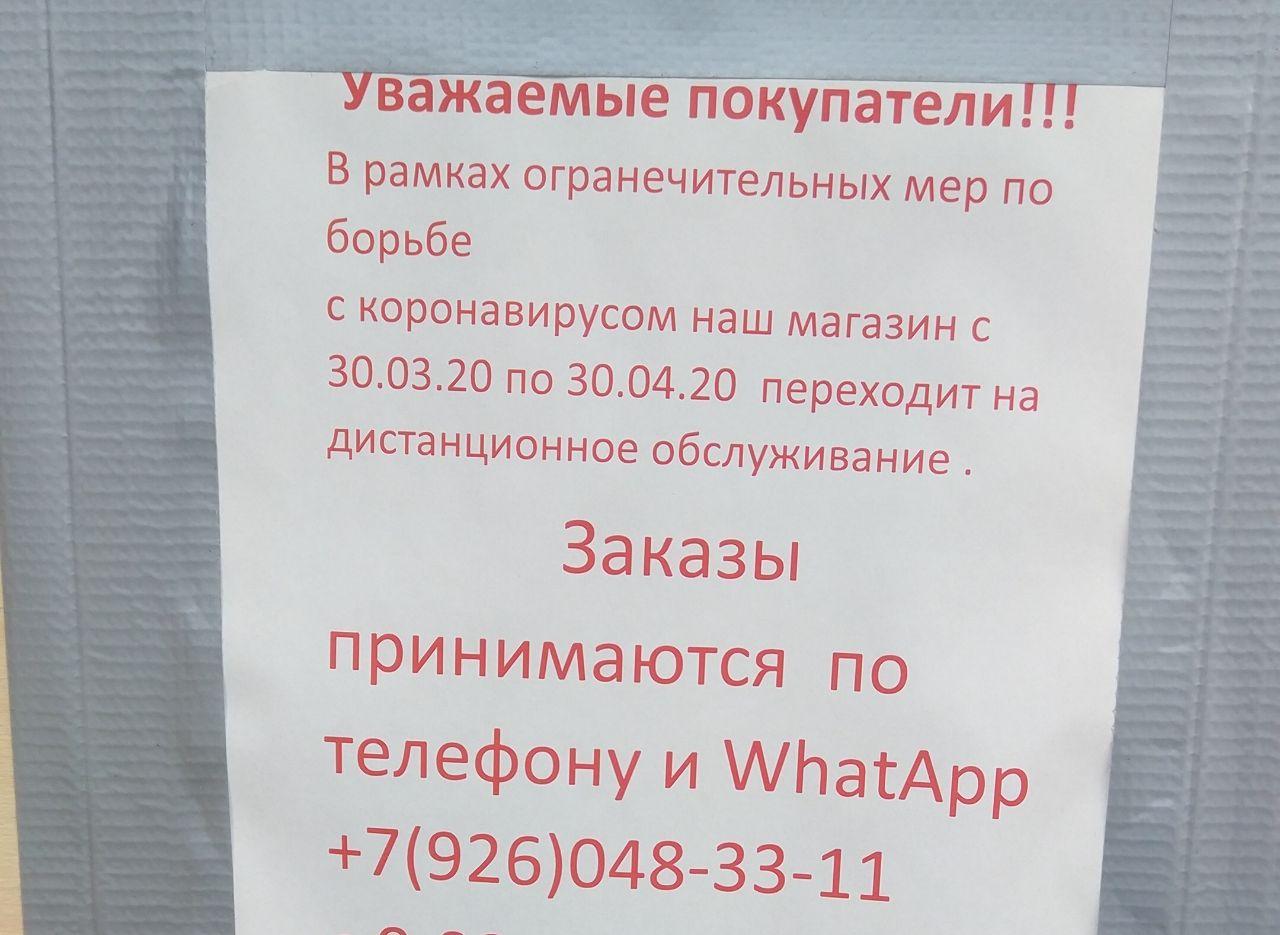 Уважаемые покупатели!!!
В рамках огранечительных мер по
борьбе
с коронавирусом наш магазин с
30.03.20 по 30.04.20 переходит на
дистанционное обслуживание .
Заказы
принимаются по
телефону и WhatApp
+7(926)048-33-11